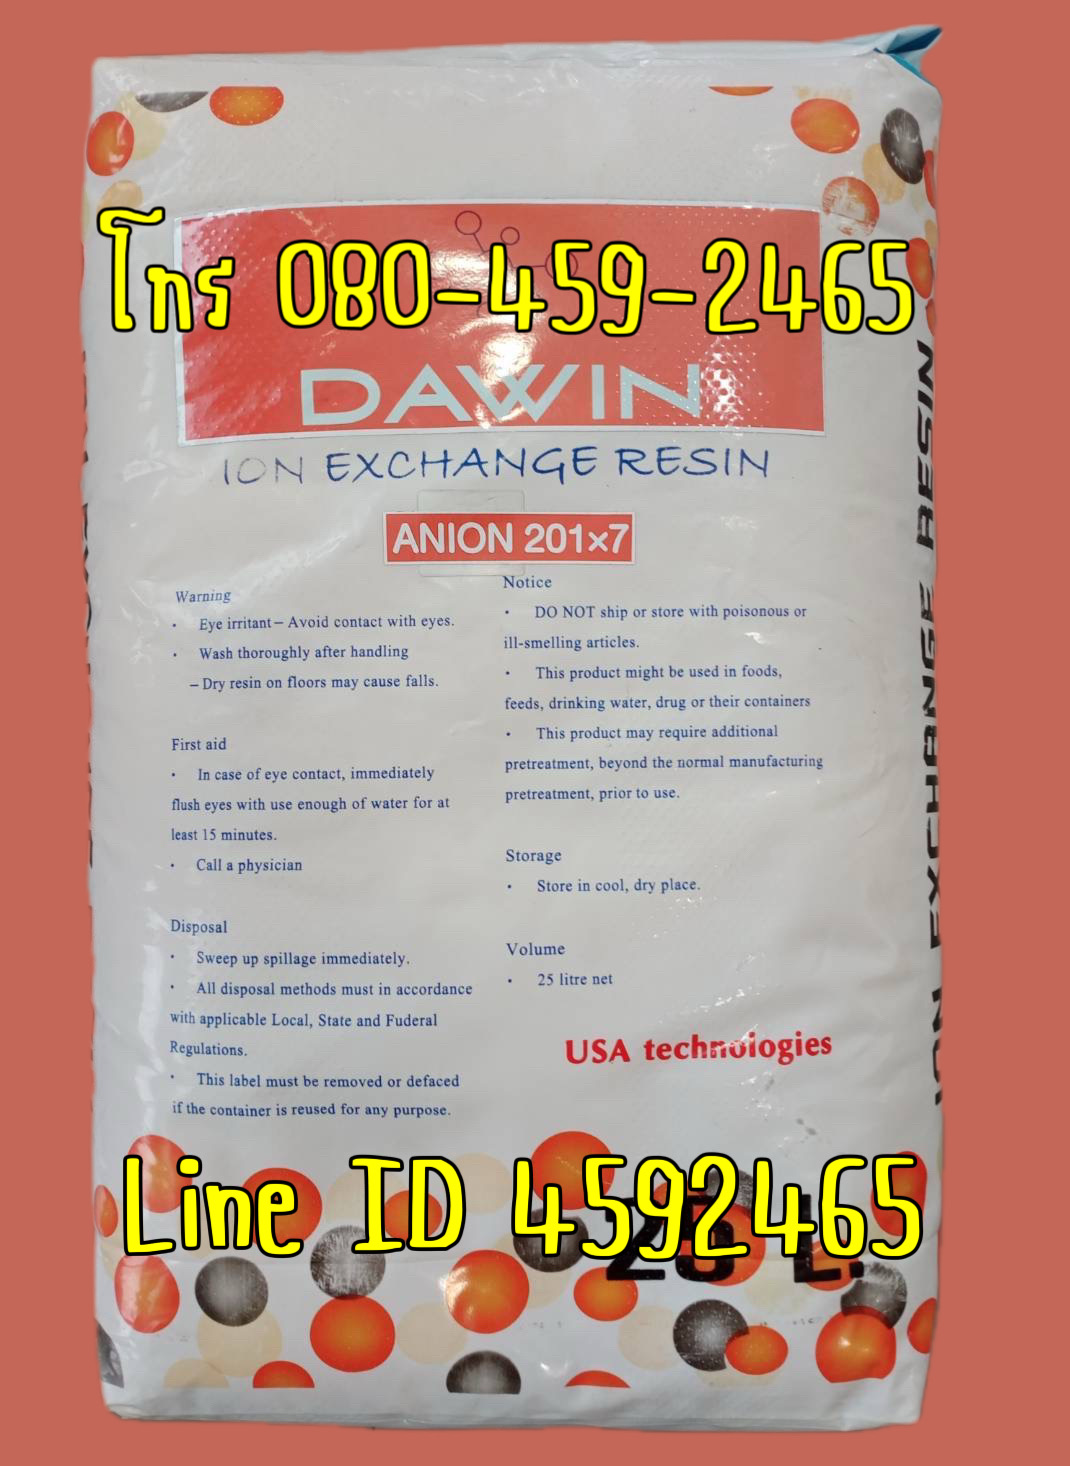 โทร 080-459-2465
DAWIN
ION EXCHANGE RESIN
ANION 201×7
Warning
· Eye irritant – Avoid contact with eyes.
· Wash thoroughly after handling
– Dry resin on floors may cause falls.
First aid
· In case of eye contact, immediately
flush eyes with use enough of water for at
least 15 minutes.
· Call a physician
Disposal
· Sweep up spillage immediately.
· All disposal methods must in accordance
with applicable Local, State and Fuderal
Regulations.
· This label must be removed or defaced
if the container is reused for any purpose.
Notice
· DO NOT ship or store with poisonous or
ill-smelling articles.
· This product might be used in foods,
feeds, drinking water, drug or their containers
· This product may require additional
pretreatment, beyond the normal manufacturing
pretreatment, prior to use.
Storage
· Store in cool, dry place.
Volume
· 25 litre net
USA technologies
ION EXCHANGE RESIN
Line ID 4592465
L.